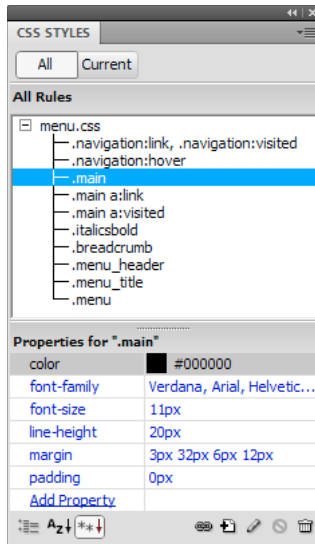 CSS STYLES
All Current
All Rules
menu.css
.navigation:link, .navigation:visited
.navigation:hover
.main
.main a:link
.main a:visited
.italicsbold
.breadcrumb
.menu_header
.menu_title
.menu
Properties for ".main"
color #000000
font-family Verdana, Arial, Helvetic...
font-size 11px
line-height 20px
margin 3px 32px 6px 12px
padding 0px
Add Property
Az↓ **↓